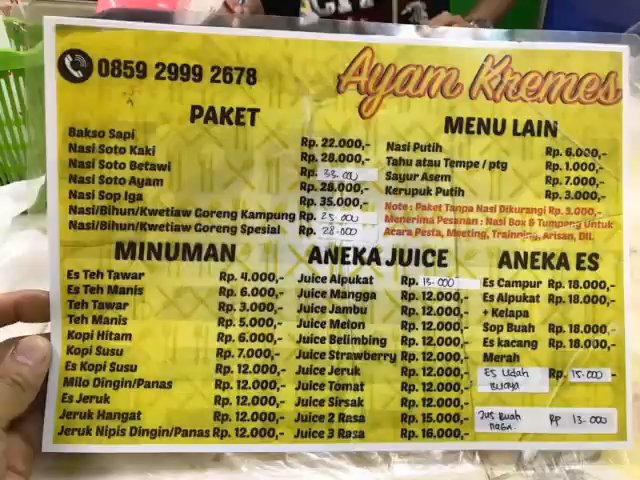 0859 2999 2678
Ayam Kremes
PAKET
Bakso Sapi Rp. 22.000,-
Nasi Soto Kaki Rp. 28.000,-
Nasi Soto Betawi Rp. 33.000
Nasi Soto Ayam Rp. 28.000,-
Nasi Sop Iga Rp. 35.000,-
Nasi/Bihun/Kwetiaw Goreng Kampung Rp. 25.000
Nasi/Bihun/Kwetiaw Goreng Spesial Rp. 28.000
MENU LAIN
Nasi Putih Rp. 6.000,-
Tahu atau Tempe / ptg Rp. 1.000,-
Sayur Asem Rp. 7.000,-
Kerupuk Putih Rp. 3.000,-
Note : Paket Tanpa Nasi Dikurangi Rp. 3.000,-
Menerima Pesanan : Nasi Box & Tumpeng Untuk
Acara Pesta, Meeting, Trainning, Arisan, Dll.
MINUMAN
Es Teh Tawar Rp. 4.000,-
Es Teh Manis Rp. 6.000,-
Teh Tawar Rp. 3.000,-
Teh Manis Rp. 5.000,-
Kopi Hitam Rp. 6.000,-
Kopi Susu Rp. 7.000,-
Es Kopi Susu Rp. 12.000,-
Milo Dingin/Panas Rp. 12.000,-
Es Jeruk Rp. 12.000,-
Jeruk Hangat Rp. 12.000,-
Jeruk Nipis Dingin/Panas Rp. 12.000,-
ANEKA JUICE
Juice Alpukat Rp. 13.000
Juice Mangga Rp. 12.000,-
Juice Jambu Rp. 12.000,-
Juice Melon Rp. 12.000,-
Juice Belimbing Rp. 12.000,-
Juice Strawberry Rp. 12.000,-
Juice Jeruk Rp. 12.000,-
Juice Tomat Rp. 12.000,-
Juice Sirsak Rp. 12.000,-
Juice 2 Rasa Rp. 15.000,-
Juice 3 Rasa Rp. 16.000,-
ANEKA ES
Es Campur Rp. 18.000,-
Es Alpukat Rp. 18.000,-
+ Kelapa
Sop Buah Rp. 18.000,-
Es kacang Rp. 18.000,-
Merah
Es Lidah Rp. 15.000
Buaya
Jus Buah Rp 13.000
naga